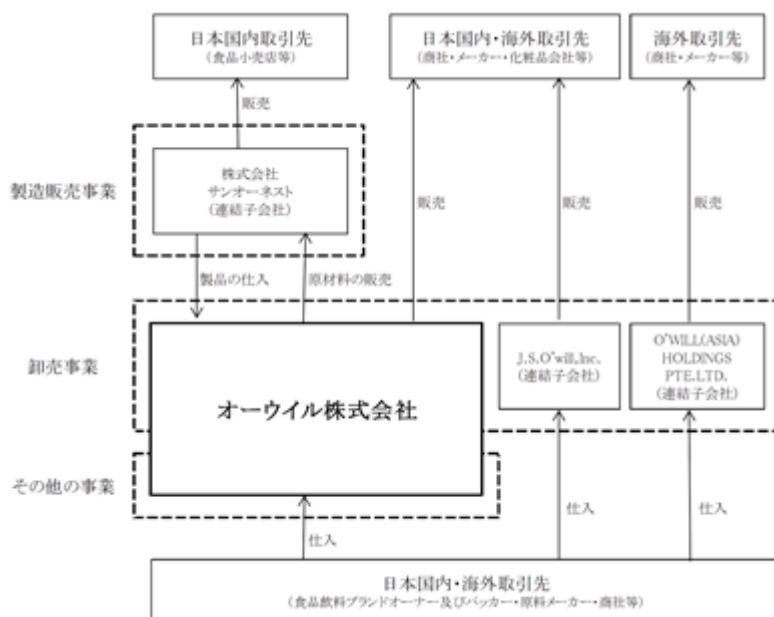 日本国内取引先
(食品小売店等)
日本国内・海外取引先
(商社・メーカー・化粧品会社等)
海外取引先
(商社・メーカー等)
販売
製造販売事業
株式会社
サンオーネスト
(連結子会社)
販売
販売
販売
製品の仕入
原材料の販売
卸売事業
オーウイル株式会社
J.S.O'will,Inc.
(連結子会社)
O'WILL(ASIA)
HOLDINGS
PTE.LTD.
(連結子会社)
その他の事業
仕入
仕入
仕入
日本国内・海外取引先
(食品飲料ブランドオーナー及びパッカー・原料メーカー・商社等)